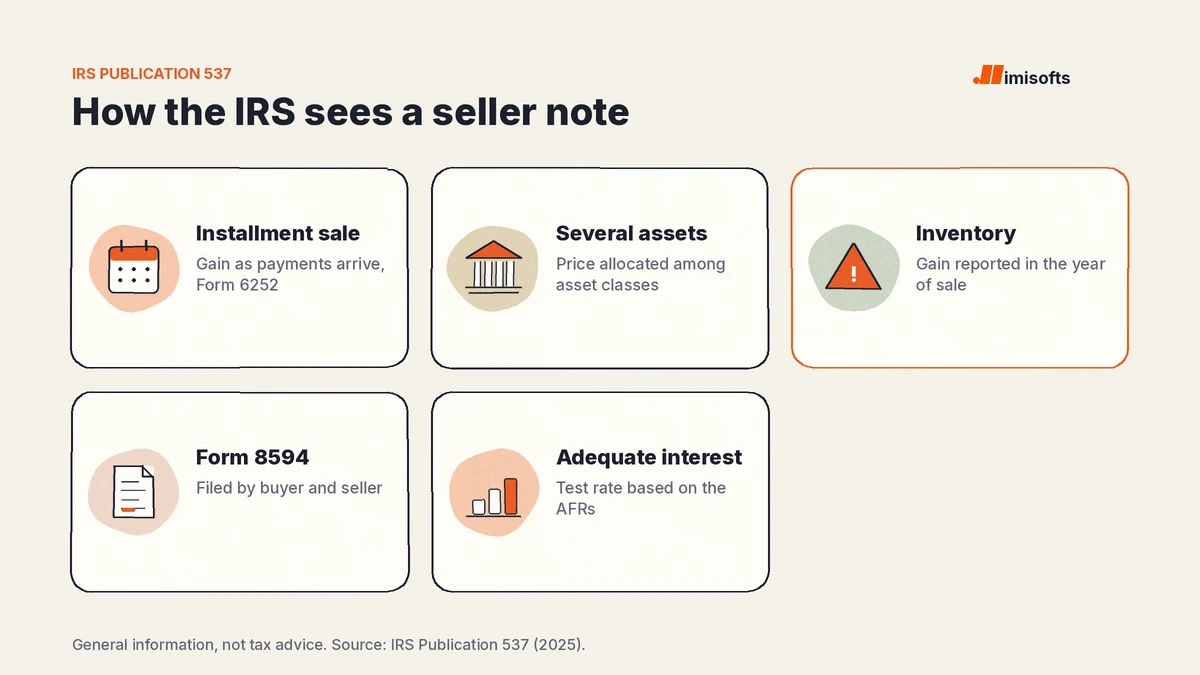 IRS PUBLICATION 537
imisofts
How the IRS sees a seller note
Installment sale
Gain as payments arrive,
Form 6252
Several assets
Price allocated among
asset classes
Inventory
Gain reported in the year
of sale
Form 8594
Filed by buyer and seller
Adequate interest
Test rate based on the
AFRs
General information, not tax advice. Source: IRS Publication 537 (2025).